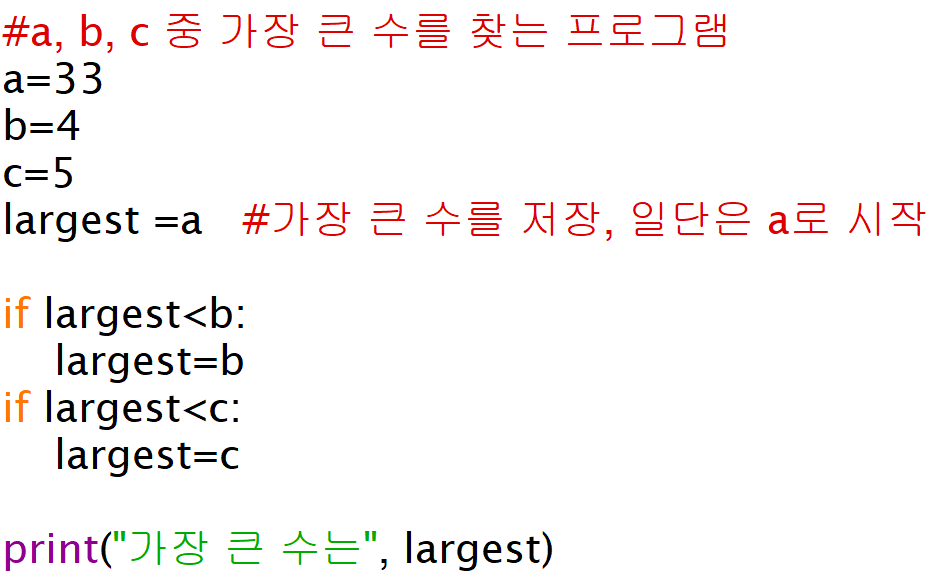 #a, b, c 중 가장 큰 수를 찾는 프로그램
a=33
b=4
c=5
largest =a   #가장 큰 수를 저장, 일단은 a로 시작
if largest<b:
    largest=b
if largest<c:
    largest=c
print("가장 큰 수는", largest)